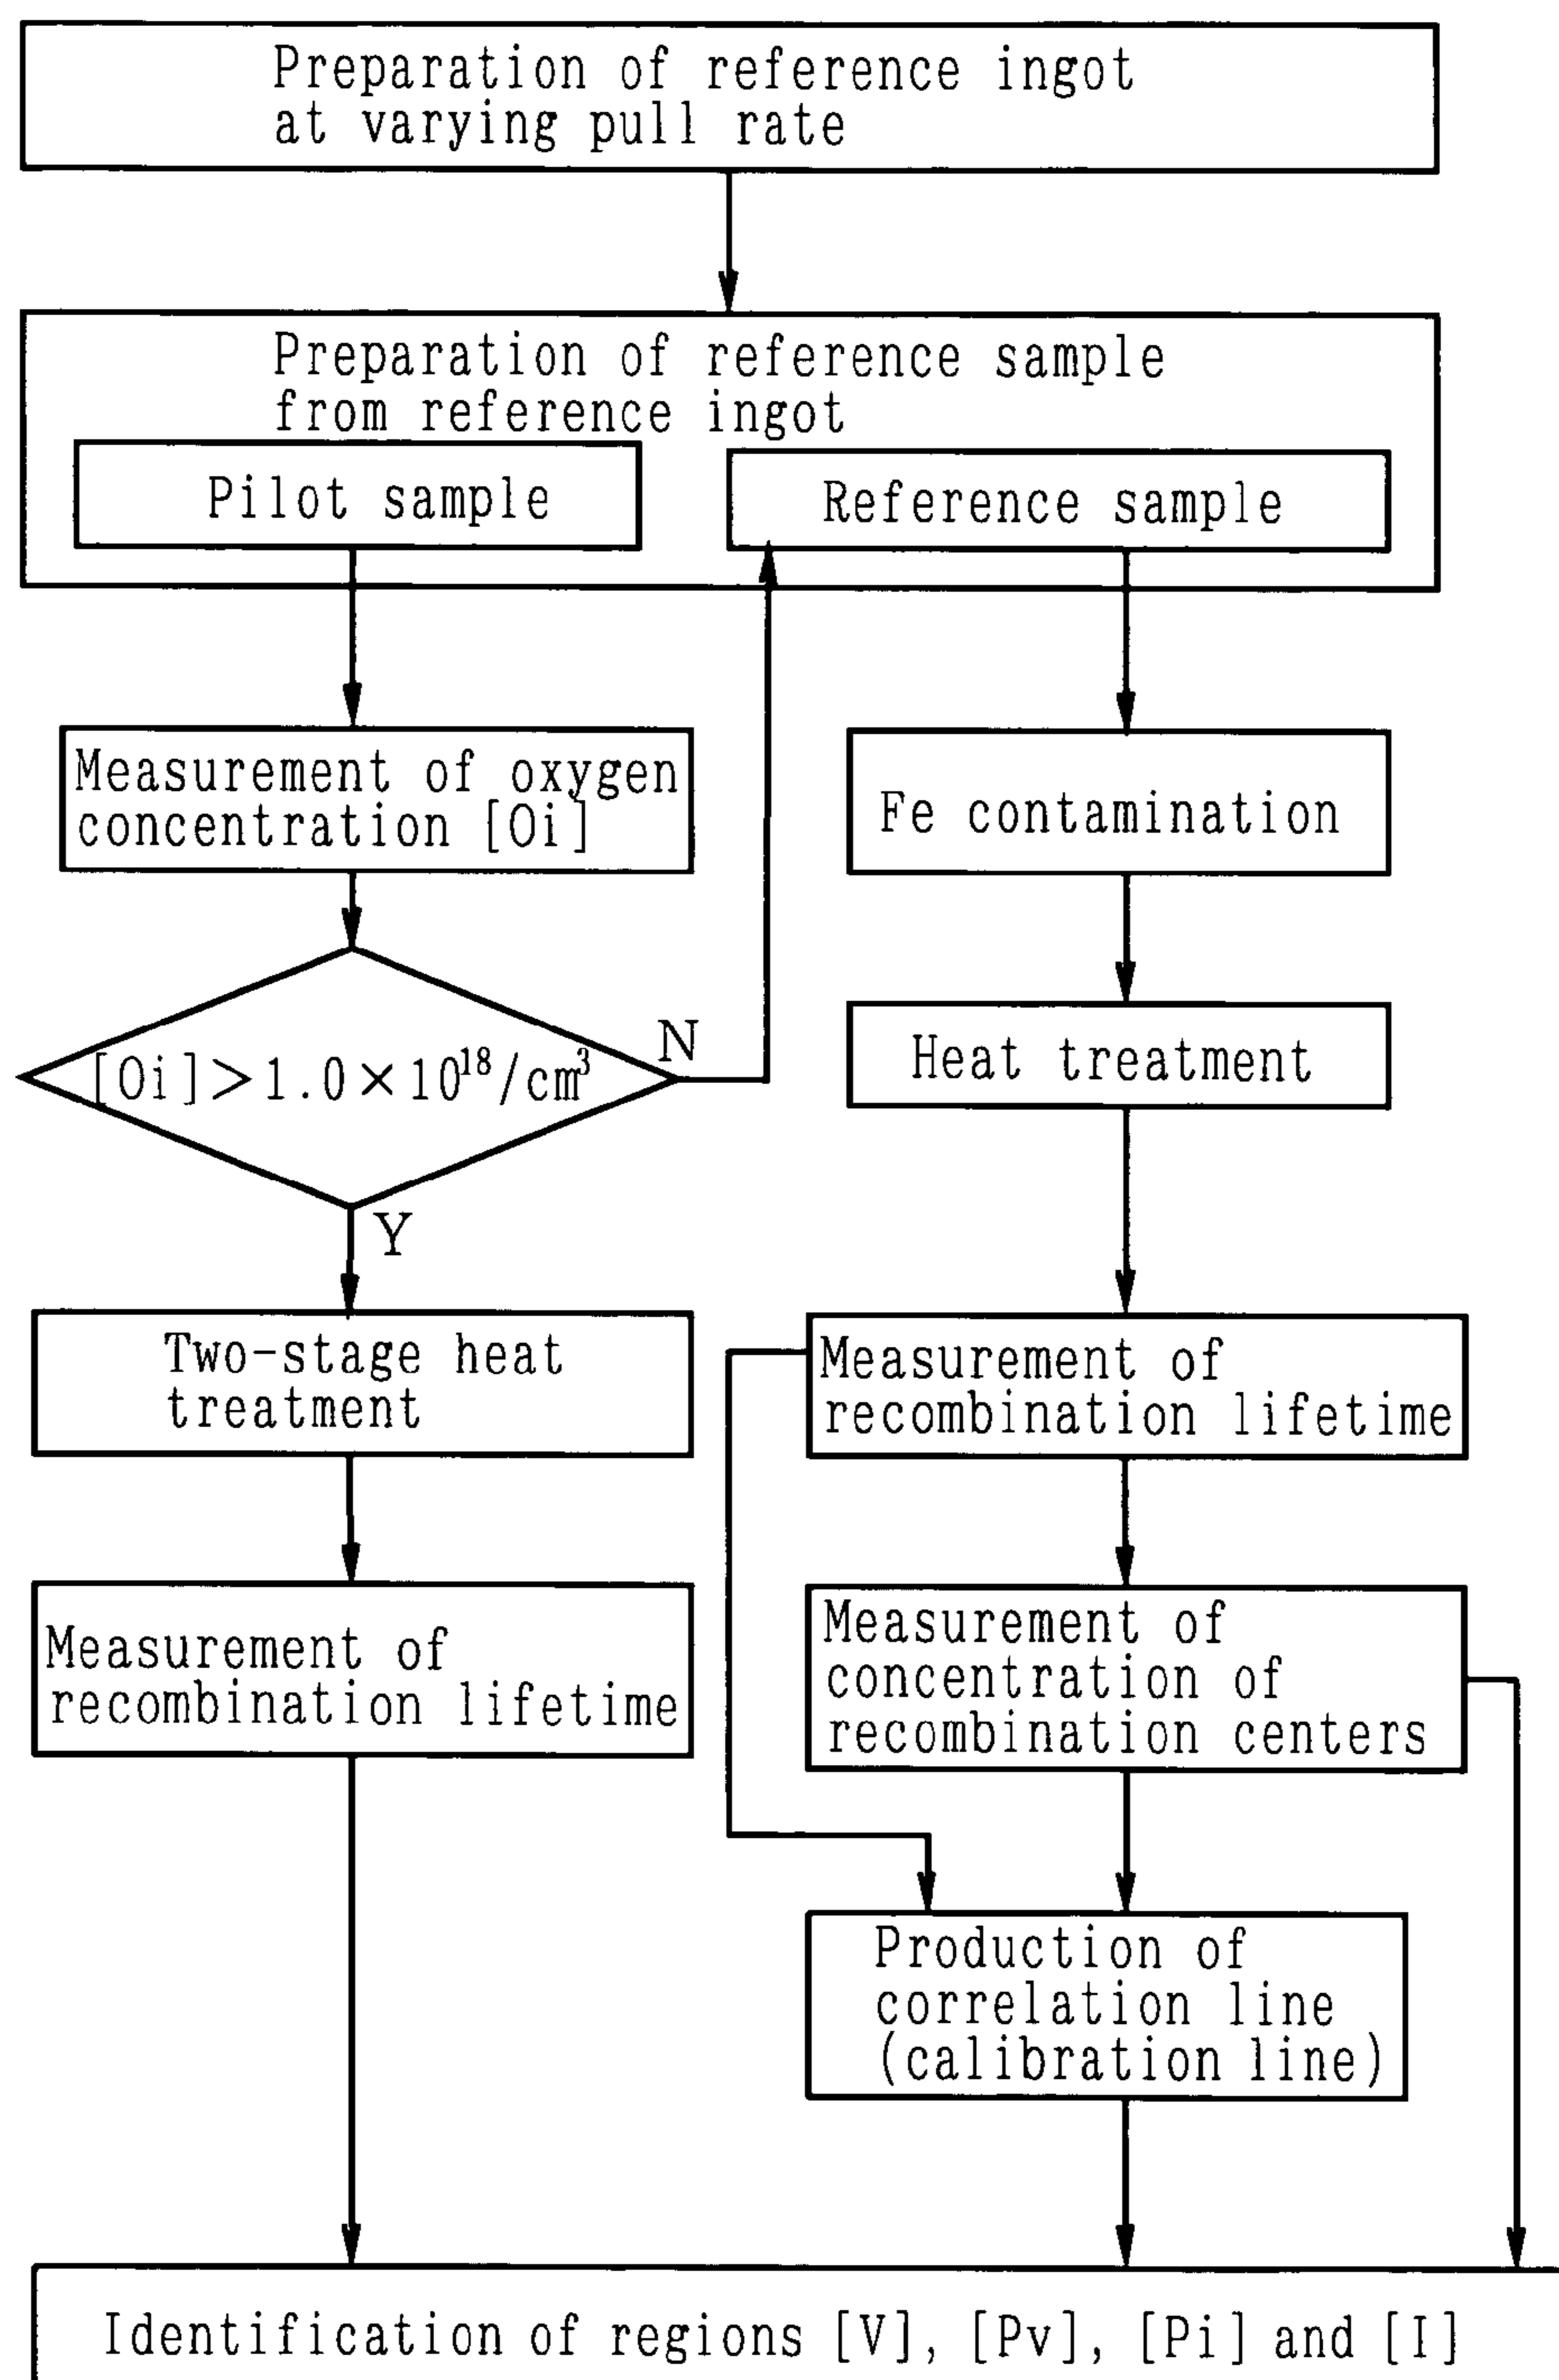 Preparation of reference ingot
at varying pull rate
Preparation of reference sample
from reference ingot
Pilot sample
Reference sample
Measurement of oxygen
concentration [Oi]
Fe contamination
[Oi]>1.0×10¹⁸/cm³
N
Y
Heat treatment
Two-stage heat
treatment
Measurement of
recombination lifetime
Measurement of
recombination lifetime
Measurement of
concentration of
recombination centers
Production of
correlation line
(calibration line)
Identification of regions [V], [Pv], [Pi] and [I]